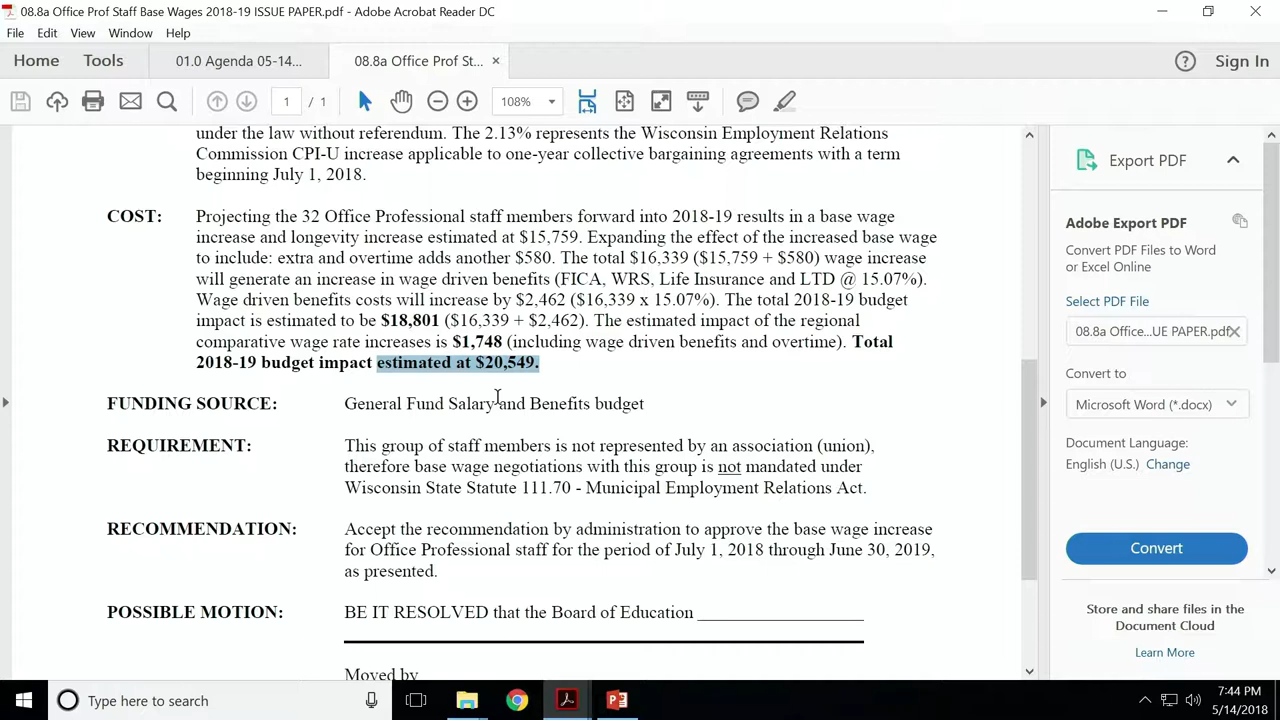 08.8a Office Prof Staff Base Wages 2018-19 ISSUE PAPER.pdf - Adobe Acrobat Reader DC
File Edit View Window Help
Home Tools 01.0 Agenda 05-14... 08.8a Office Prof St... × Sign In
1 / 1 108%
under the law without referendum. The 2.13% represents the Wisconsin Employment Relations
Commission CPI-U increase applicable to one-year collective bargaining agreements with a term
beginning July 1, 2018.
COST: Projecting the 32 Office Professional staff members forward into 2018-19 results in a base wage
increase and longevity increase estimated at $15,759. Expanding the effect of the increased base wage
to include: extra and overtime adds another $580. The total $16,339 ($15,759 + $580) wage increase
will generate an increase in wage driven benefits (FICA, WRS, Life Insurance and LTD @ 15.07%).
Wage driven benefits costs will increase by $2,462 ($16,339 x 15.07%). The total 2018-19 budget
impact is estimated to be $18,801 ($16,339 + $2,462). The estimated impact of the regional
comparative wage rate increases is $1,748 (including wage driven benefits and overtime). Total
2018-19 budget impact estimated at $20,549.
FUNDING SOURCE: General Fund Salary and Benefits budget
REQUIREMENT: This group of staff members is not represented by an association (union),
therefore base wage negotiations with this group is not mandated under
Wisconsin State Statute 111.70 - Municipal Employment Relations Act.
RECOMMENDATION: Accept the recommendation by administration to approve the base wage increase
for Office Professional staff for the period of July 1, 2018 through June 30, 2019,
as presented.
POSSIBLE MOTION: BE IT RESOLVED that the Board of Education
Moved by
Export PDF
Adobe Export PDF
Convert PDF Files to Word
or Excel Online
Select PDF File
08.8a Office...UE PAPER.pdf
Convert to
Microsoft Word (*.docx)
Document Language:
English (U.S.) Change
Convert
Store and share files in the
Document Cloud
Learn More
Type here to search
7:44 PM
5/14/2018